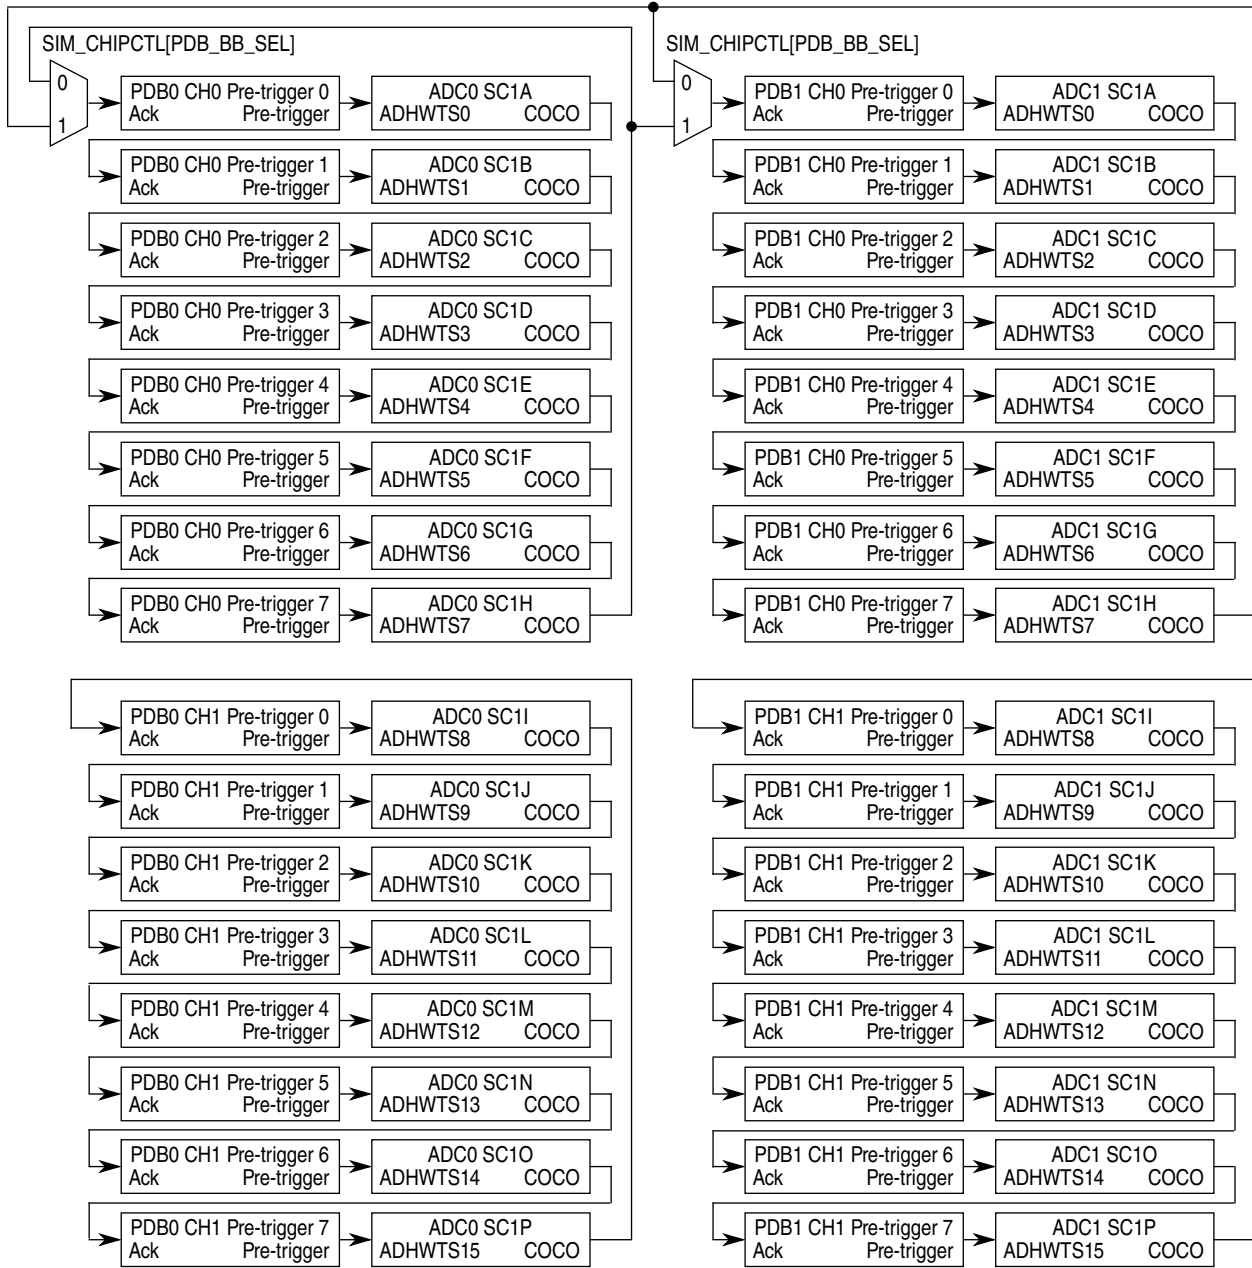 SIM_CHIPCTL[PDB_BB_SEL]
0
1
PDB0 CH0 Pre-trigger 0
Ack Pre-trigger
ADC0 SC1A
ADHWTS0 COCO
PDB0 CH0 Pre-trigger 1
Ack Pre-trigger
ADC0 SC1B
ADHWTS1 COCO
PDB0 CH0 Pre-trigger 2
Ack Pre-trigger
ADC0 SC1C
ADHWTS2 COCO
PDB0 CH0 Pre-trigger 3
Ack Pre-trigger
ADC0 SC1D
ADHWTS3 COCO
PDB0 CH0 Pre-trigger 4
Ack Pre-trigger
ADC0 SC1E
ADHWTS4 COCO
PDB0 CH0 Pre-trigger 5
Ack Pre-trigger
ADC0 SC1F
ADHWTS5 COCO
PDB0 CH0 Pre-trigger 6
Ack Pre-trigger
ADC0 SC1G
ADHWTS6 COCO
PDB0 CH0 Pre-trigger 7
Ack Pre-trigger
ADC0 SC1H
ADHWTS7 COCO
SIM_CHIPCTL[PDB_BB_SEL]
0
1
PDB1 CH0 Pre-trigger 0
Ack Pre-trigger
ADC1 SC1A
ADHWTS0 COCO
PDB1 CH0 Pre-trigger 1
Ack Pre-trigger
ADC1 SC1B
ADHWTS1 COCO
PDB1 CH0 Pre-trigger 2
Ack Pre-trigger
ADC1 SC1C
ADHWTS2 COCO
PDB1 CH0 Pre-trigger 3
Ack Pre-trigger
ADC1 SC1D
ADHWTS3 COCO
PDB1 CH0 Pre-trigger 4
Ack Pre-trigger
ADC1 SC1E
ADHWTS4 COCO
PDB1 CH0 Pre-trigger 5
Ack Pre-trigger
ADC1 SC1F
ADHWTS5 COCO
PDB1 CH0 Pre-trigger 6
Ack Pre-trigger
ADC1 SC1G
ADHWTS6 COCO
PDB1 CH0 Pre-trigger 7
Ack Pre-trigger
ADC1 SC1H
ADHWTS7 COCO
PDB0 CH1 Pre-trigger 0
Ack Pre-trigger
ADC0 SC1I
ADHWTS8 COCO
PDB0 CH1 Pre-trigger 1
Ack Pre-trigger
ADC0 SC1J
ADHWTS9 COCO
PDB0 CH1 Pre-trigger 2
Ack Pre-trigger
ADC0 SC1K
ADHWTS10 COCO
PDB0 CH1 Pre-trigger 3
Ack Pre-trigger
ADC0 SC1L
ADHWTS11 COCO
PDB0 CH1 Pre-trigger 4
Ack Pre-trigger
ADC0 SC1M
ADHWTS12 COCO
PDB0 CH1 Pre-trigger 5
Ack Pre-trigger
ADC0 SC1N
ADHWTS13 COCO
PDB0 CH1 Pre-trigger 6
Ack Pre-trigger
ADC0 SC1O
ADHWTS14 COCO
PDB0 CH1 Pre-trigger 7
Ack Pre-trigger
ADC0 SC1P
ADHWTS15 COCO
PDB1 CH1 Pre-trigger 0
Ack Pre-trigger
ADC1 SC1I
ADHWTS8 COCO
PDB1 CH1 Pre-trigger 1
Ack Pre-trigger
ADC1 SC1J
ADHWTS9 COCO
PDB1 CH1 Pre-trigger 2
Ack Pre-trigger
ADC1 SC1K
ADHWTS10 COCO
PDB1 CH1 Pre-trigger 3
Ack Pre-trigger
ADC1 SC1L
ADHWTS11 COCO
PDB1 CH1 Pre-trigger 4
Ack Pre-trigger
ADC1 SC1M
ADHWTS12 COCO
PDB1 CH1 Pre-trigger 5
Ack Pre-trigger
ADC1 SC1N
ADHWTS13 COCO
PDB1 CH1 Pre-trigger 6
Ack Pre-trigger
ADC1 SC1O
ADHWTS14 COCO
PDB1 CH1 Pre-trigger 7
Ack Pre-trigger
ADC1 SC1P
ADHWTS15 COCO